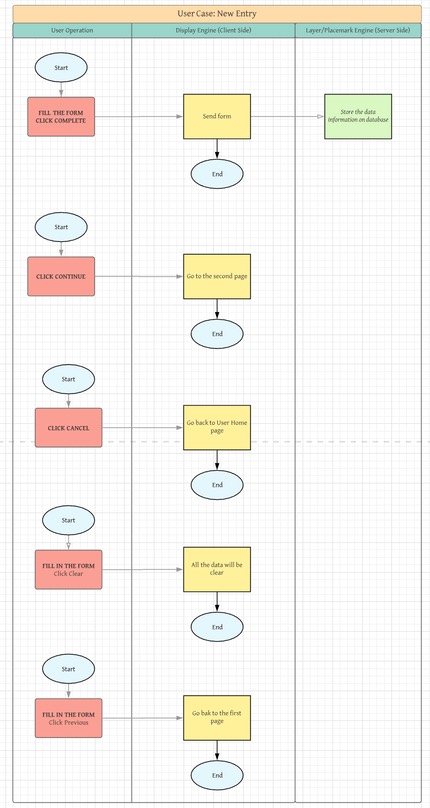 User Case: New Entry
User Operation
Display Engine (Client Side)
Layer/Placemark Engine (Server Side)
Start
FILL THE FORM
CLICK COMPLETE
Send form
Store the data
information on database
End
Start
CLICK CONTINUE
Go to the second page
End
Start
CLICK CANCEL
Go back to User Home
page
End
Start
FILL IN THE FORM
Click Clear
All the data will be
clear
End
Start
FILL IN THE FORM
Click Previous
Go bak to the first
page
End